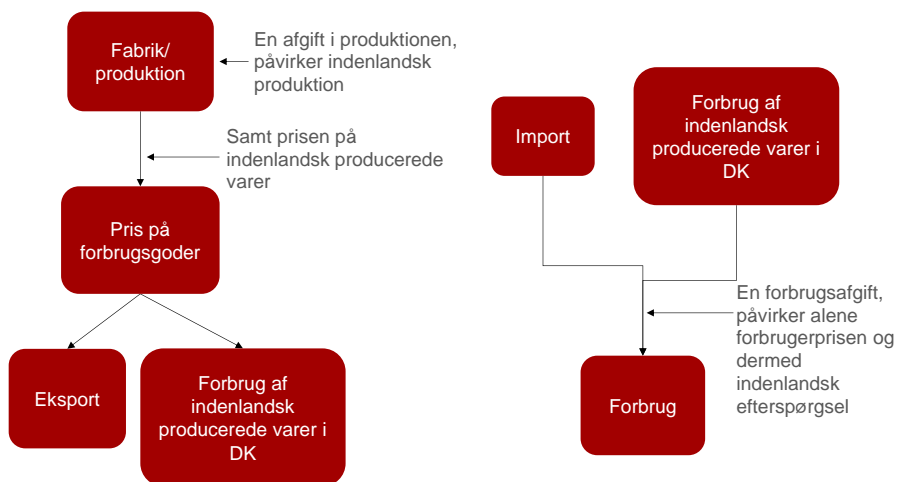 Fabrik/
produktion
En afgift i produktionen,
påvirker indenlandsk
produktion
Samt prisen på
indenlandsk producerede
varer
Pris på
forbrugsgoder
Eksport
Forbrug af
indenlandsk
producerede varer i
DK
Import
Forbrug af
indenlandsk
producerede varer i
DK
En forbrugsafgift,
påvirker alene
forbrugerprisen og
dermed
indenlandsk
efterspørgsel
Forbrug